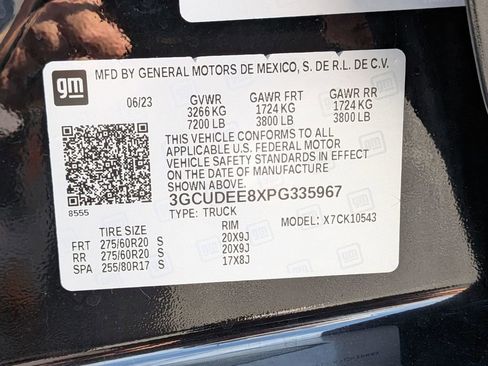 gm
MFD BY GENERAL MOTORS DE MEXICO, S. DE R.L. DE C.V.
06/23 GVWR GAWR FRT GAWR RR
3266 KG 1724 KG 1724 KG
7200 LB 3800 LB 3800 LB
THIS VEHICLE CONFORMS TO ALL
APPLICABLE U.S. FEDERAL MOTOR
VEHICLE SAFETY STANDARDS IN EFFECT
ON THE DATE OF MANUFACTURE
SHOWN ABOVE.
8555
3GCUDEE8XPG335967
TYPE: TRUCK MODEL: X7CK10543
TIRE SIZE RIM
FRT 275/60R20 S 20X9J
RR 275/60R20 S 20X9J
SPA 255/80R17 S 17X8J